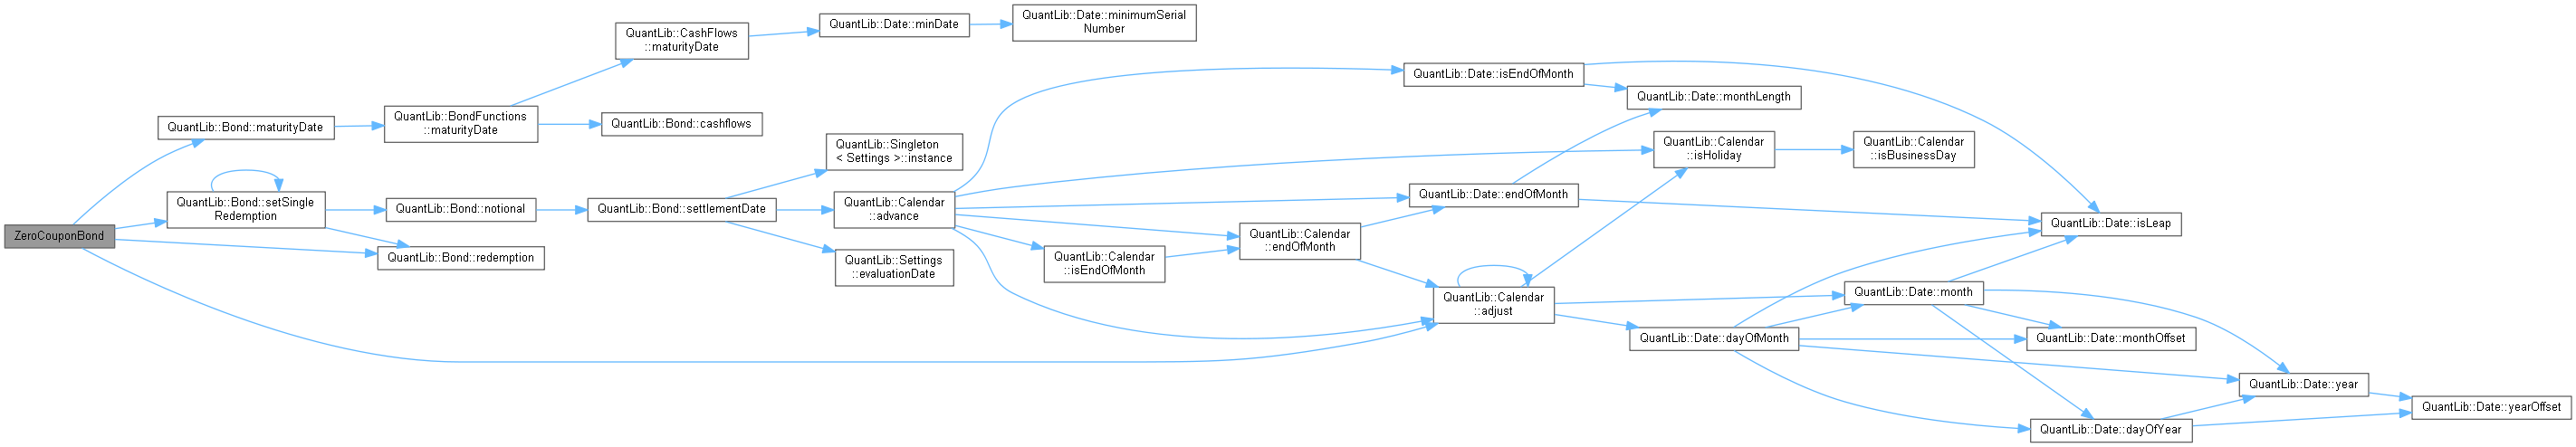 ZeroCouponBond
QuantLib::Bond::maturityDate
QuantLib::Bond::setSingle
Redemption
QuantLib::Bond::redemption
QuantLib::BondFunctions
::maturityDate
QuantLib::Bond::notional
QuantLib::CashFlows
::maturityDate
QuantLib::Bond::cashflows
QuantLib::Bond::settlementDate
QuantLib::Date::minDate
QuantLib::Date::minimumSerial
Number
QuantLib::Singleton
< Settings >::instance
QuantLib::Calendar
::advance
QuantLib::Settings
::evaluationDate
QuantLib::Calendar
::isEndOfMonth
QuantLib::Calendar
::endOfMonth
QuantLib::Date::isEndOfMonth
QuantLib::Date::endOfMonth
QuantLib::Calendar
::adjust
QuantLib::Date::monthLength
QuantLib::Calendar
::isHoliday
QuantLib::Calendar
::isBusinessDay
QuantLib::Date::dayOfMonth
QuantLib::Date::month
QuantLib::Date::isLeap
QuantLib::Date::monthOffset
QuantLib::Date::dayOfYear
QuantLib::Date::year
QuantLib::Date::yearOffset